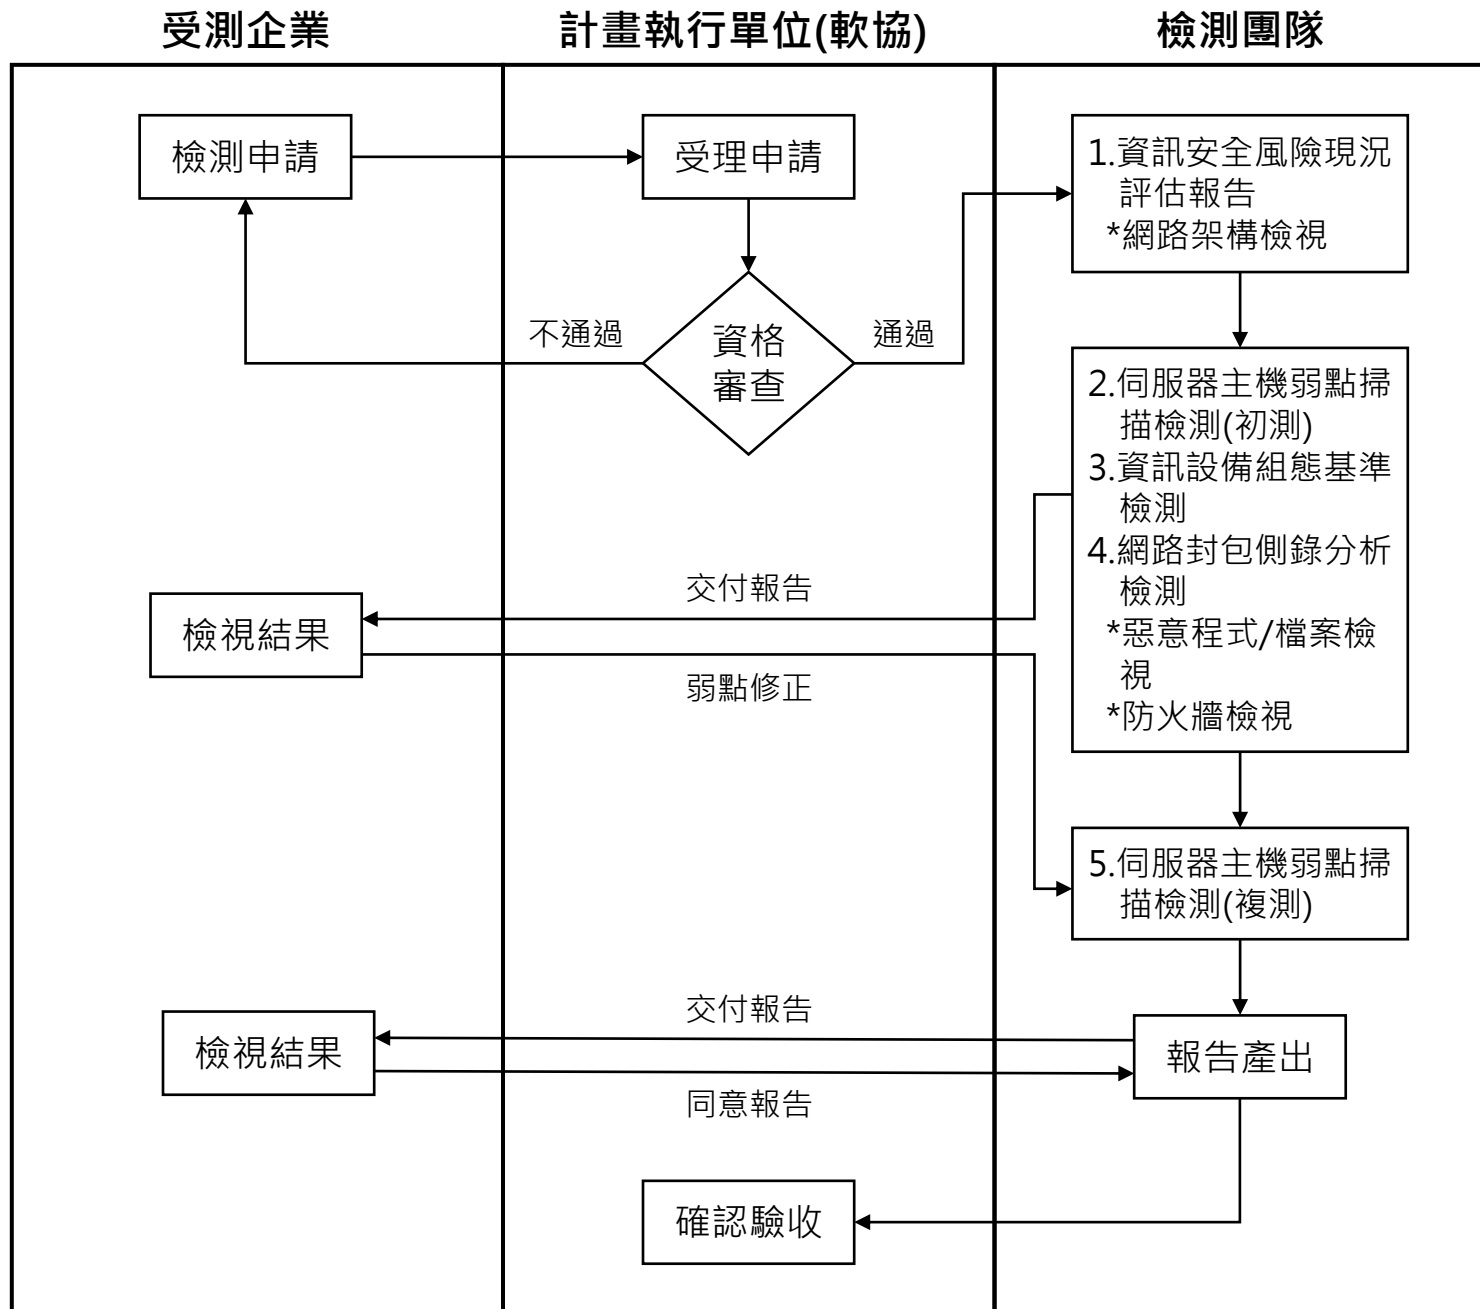 受測企業
計畫執行單位(軟協)
檢測團隊
檢測申請
受理申請
1.資訊安全風險現況
評估報告
*網路架構檢視
不通過
資格
審查
通過
2.伺服器主機弱點掃
描檢測(初測)
3.資訊設備組態基準
檢測
4.網路封包側錄分析
檢測
*惡意程式/檔案檢
視
*防火牆檢視
交付報告
檢視結果
弱點修正
5.伺服器主機弱點掃
描檢測(複測)
交付報告
檢視結果
報告產出
同意報告
確認驗收